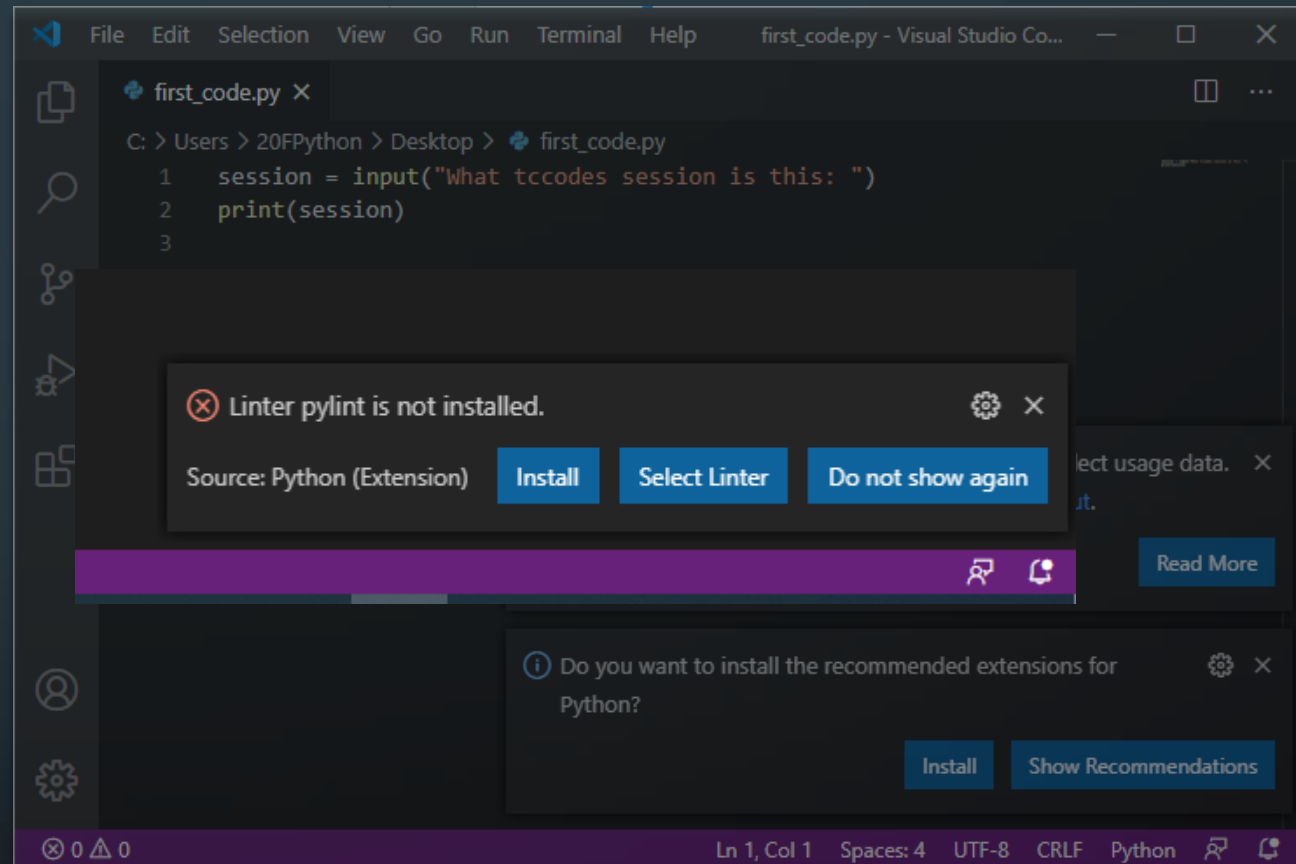 File Edit Selection View Go Run Terminal Help first_code.py - Visual Studio Co...
first_code.py
C: > Users > 20FPython > Desktop > first_code.py
1 session = input("What tccodes session is this: ")
2 print(session)
3
Linter pylint is not installed.
Source: Python (Extension) Install Select Linter Do not show again
lect usage data.
ut.
Read More
Do you want to install the recommended extensions for
Python?
Install Show Recommendations
0 0 Ln 1, Col 1 Spaces: 4 UTF-8 CRLF Python